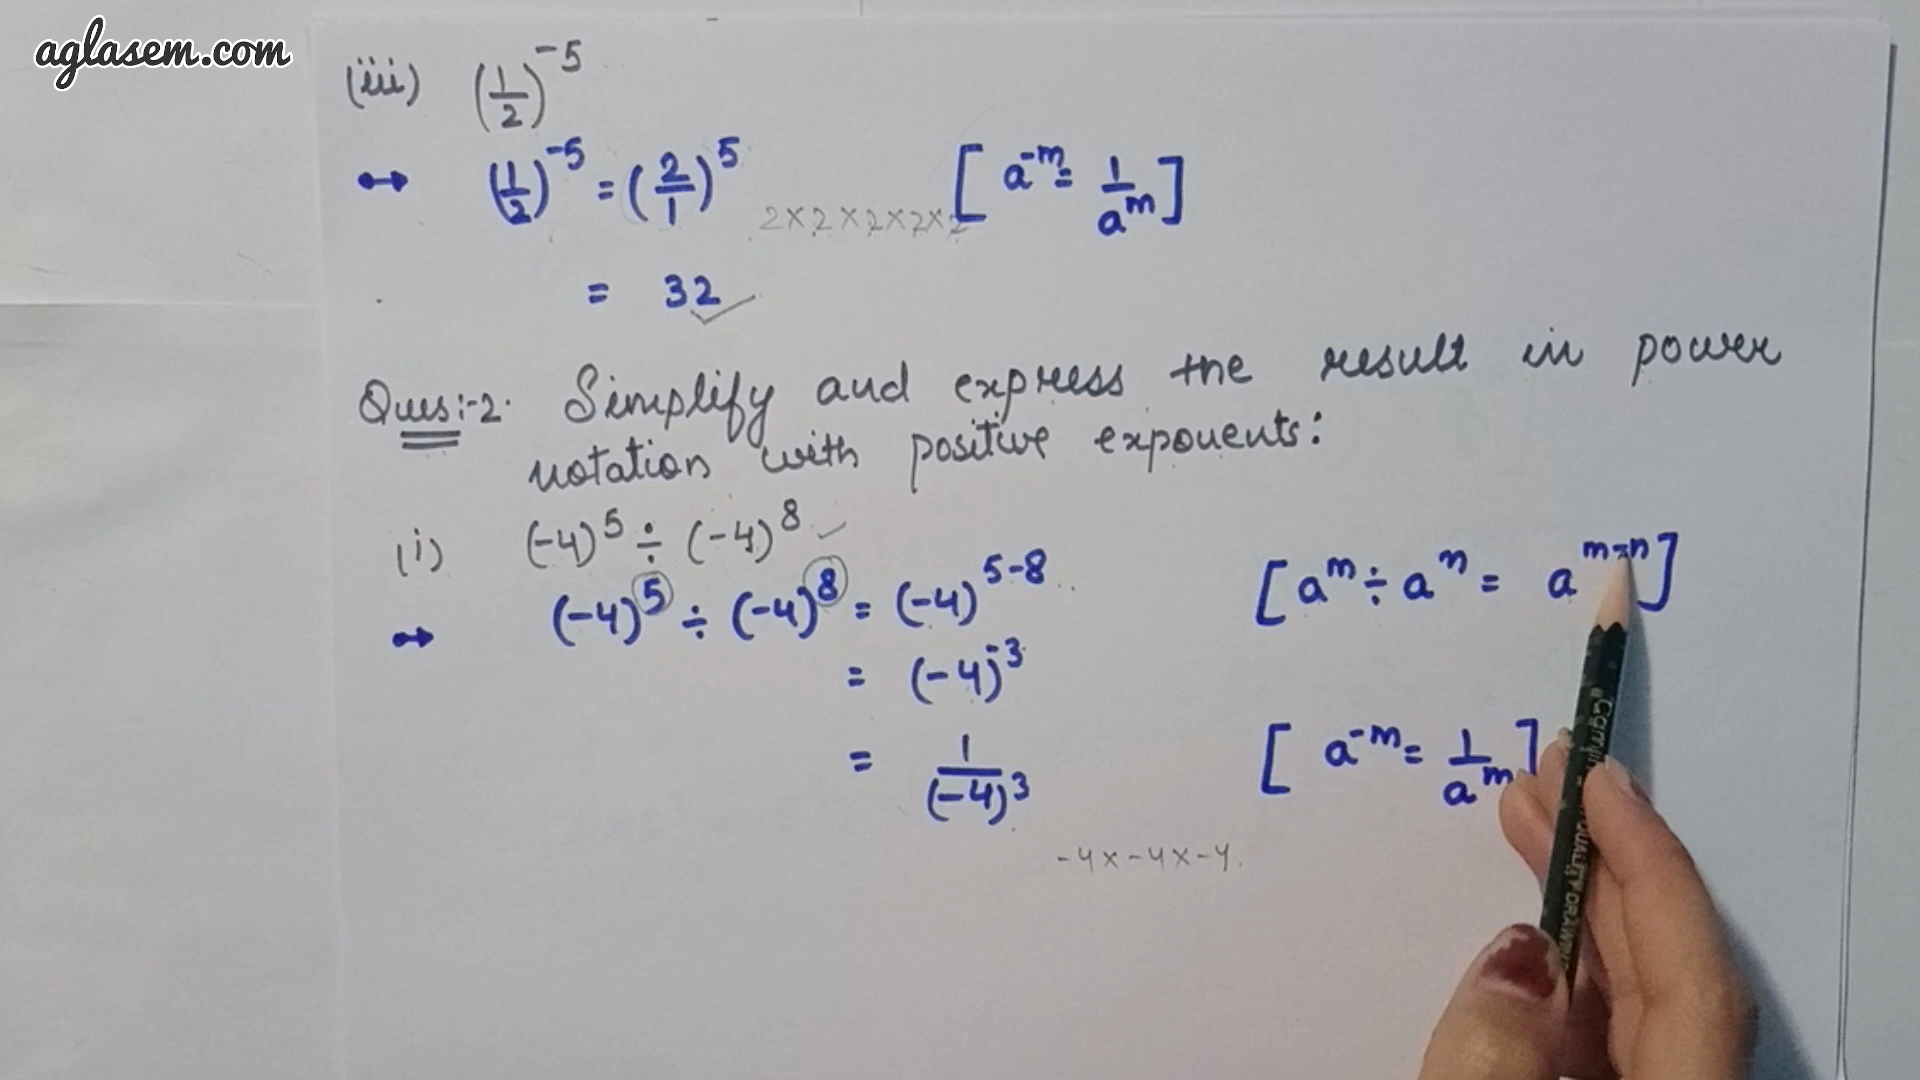 aglasem.com
(iii) (1/2)^-5
(1/2)^-5 = (2/1)^5 [a^-m = 1/a^m]
2×2×2×2×2
= 32
Ques:-2. Simplify and express the result in power
notation with positive exponents:
(i) (-4)^5 ÷ (-4)^8
(-4)^5 ÷ (-4)^8 = (-4)^5-8 [a^m ÷ a^n = a^m-n]
= (-4)^-3
= 1/(-4)^3 [a^-m = 1/a^m]
-4×-4×-4.